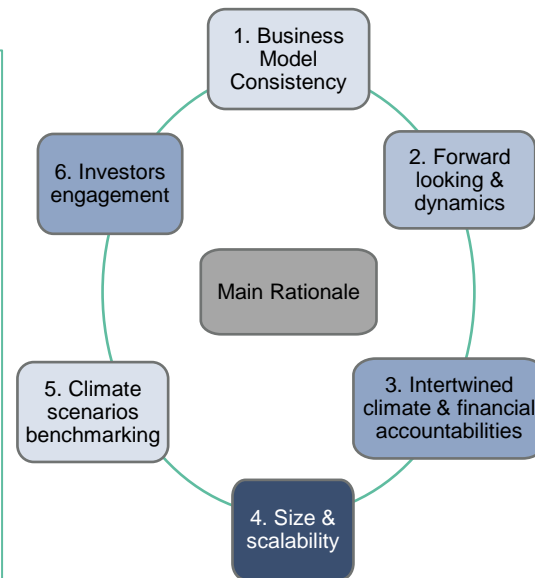 1. Business
Model
Consistency
2. Forward
looking &
dynamics
3. Intertwined
climate & financial
accountabilities
4. Size &
scalability
5. Climate
scenarios
benchmarking
6. Investors
engagement
Main Rationale